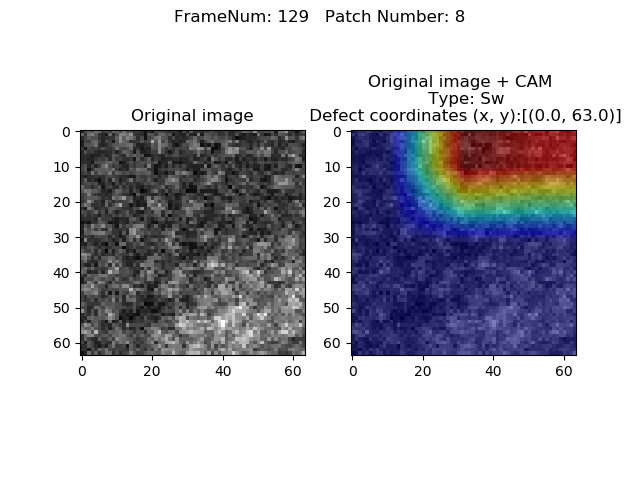 FrameNum: 129   Patch Number: 8
Original image
0
10
20
30
40
50
60
0 20 40 60
Original image + CAM
Type: Sw
Defect coordinates (x, y):[(0.0, 63.0)]
0
10
20
30
40
50
60
0 20 40 60